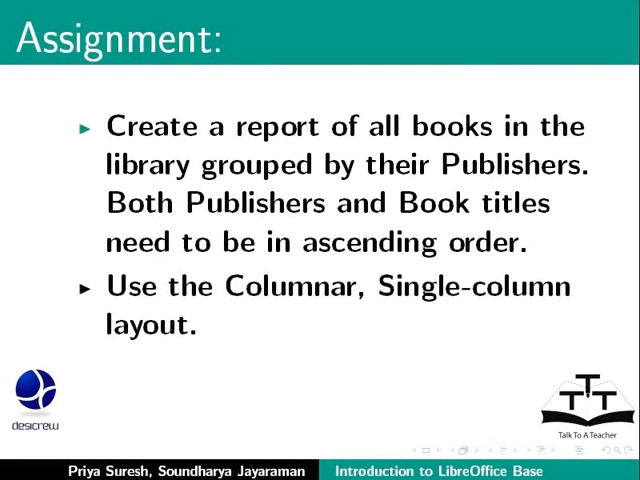 Assignment:
Create a report of all books in the
library grouped by their Publishers.
Both Publishers and Book titles
need to be in ascending order.
Use the Columnar, Single-column
layout.
desicrew
TTT
Talk To A Teacher
Priya Suresh, Soundharya Jayaraman Introduction to LibreOffice Base